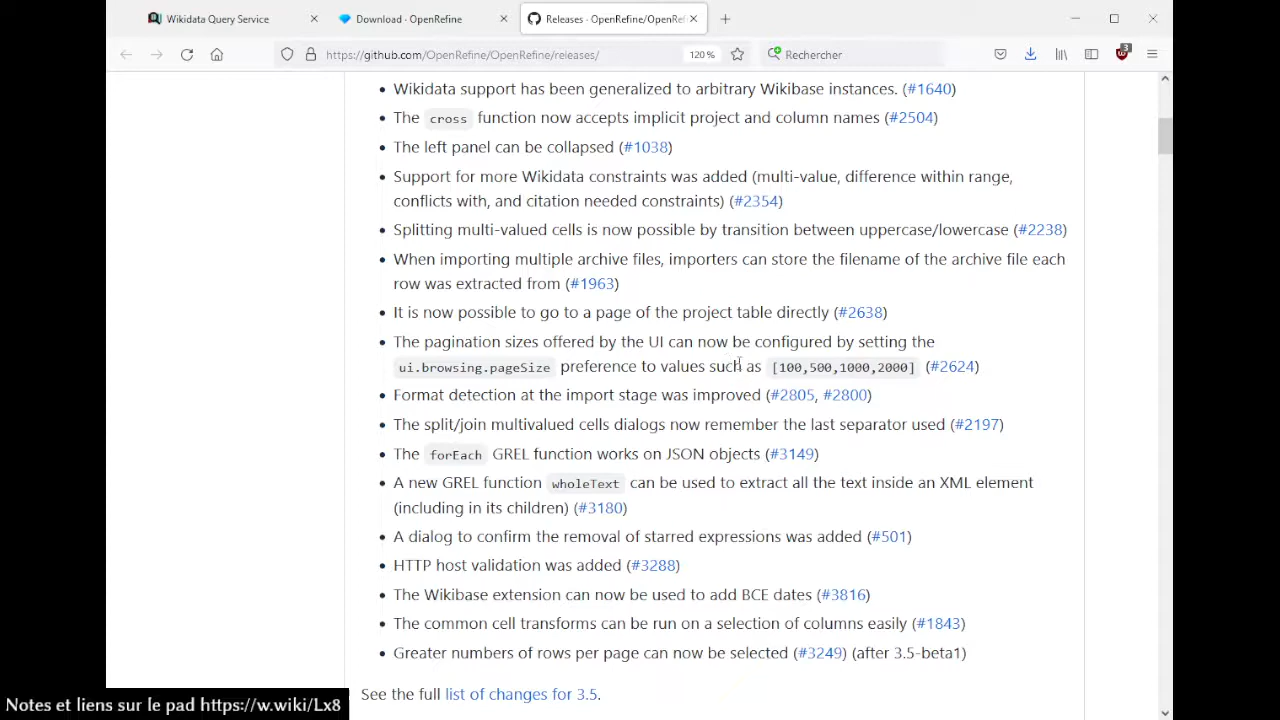 Wikidata Query Service
Download · OpenRefine
Releases · OpenRefine/OpenRef
https://github.com/OpenRefine/OpenRefine/releases/
120 %
Rechercher
3
Wikidata support has been generalized to arbitrary Wikibase instances. (#1640)
The cross function now accepts implicit project and column names (#2504)
The left panel can be collapsed (#1038)
Support for more Wikidata constraints was added (multi-value, difference within range,
conflicts with, and citation needed constraints) (#2354)
Splitting multi-valued cells is now possible by transition between uppercase/lowercase (#2238)
When importing multiple archive files, importers can store the filename of the archive file each
row was extracted from (#1963)
It is now possible to go to a page of the project table directly (#2638)
The pagination sizes offered by the UI can now be configured by setting the
ui.browsing.pageSize preference to values such as [100,500,1000,2000] (#2624)
Format detection at the import stage was improved (#2805, #2800)
The split/join multivalued cells dialogs now remember the last separator used (#2197)
The forEach GREL function works on JSON objects (#3149)
A new GREL function wholeText can be used to extract all the text inside an XML element
(including in its children) (#3180)
A dialog to confirm the removal of starred expressions was added (#501)
HTTP host validation was added (#3288)
The Wikibase extension can now be used to add BCE dates (#3816)
The common cell transforms can be run on a selection of columns easily (#1843)
Greater numbers of rows per page can now be selected (#3249) (after 3.5-beta1)
See the full list of changes for 3.5.
Notes et liens sur le pad https://w.wiki/Lx8